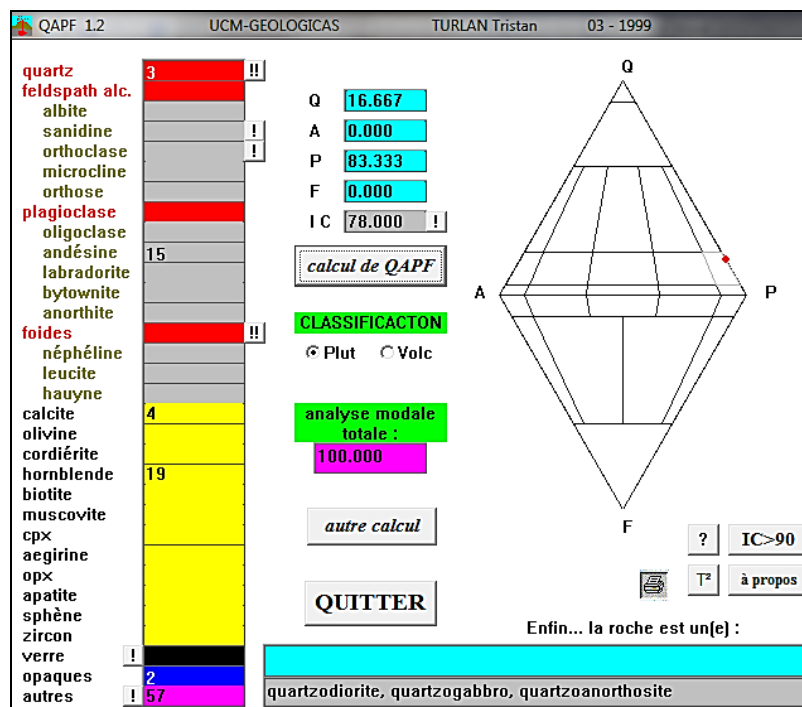 QAPF 1.2 UCM-GEOLOGICAS TURLAN Tristan 03 - 1999
quartz 3 !!
feldspath alc.
albite
sanidine !
orthoclase !
microcline
orthose
plagioclase
oligoclase
andésine 15
labradorite
bytownite
anorthite
foides !!
néphéline
leucite
hauyne
calcite 4
olivine
cordiérite
hornblende 19
biotite
muscovite
cpx
aegirine
opx
apatite
sphène
zircon
verre !
opaques 2
autres ! 57
Q 16.667
A 0.000
P 83.333
F 0.000
I C 78.000 !
calcul de QAPF
CLASSIFICACTON
Plut Volc
analyse modale
totale :
100.000
autre calcul
QUITTER
Q
A P
F
? IC>90
T² à propos
Enfin... la roche est un(e) :
quartzodiorite, quartzogabbro, quartzoanorthosite